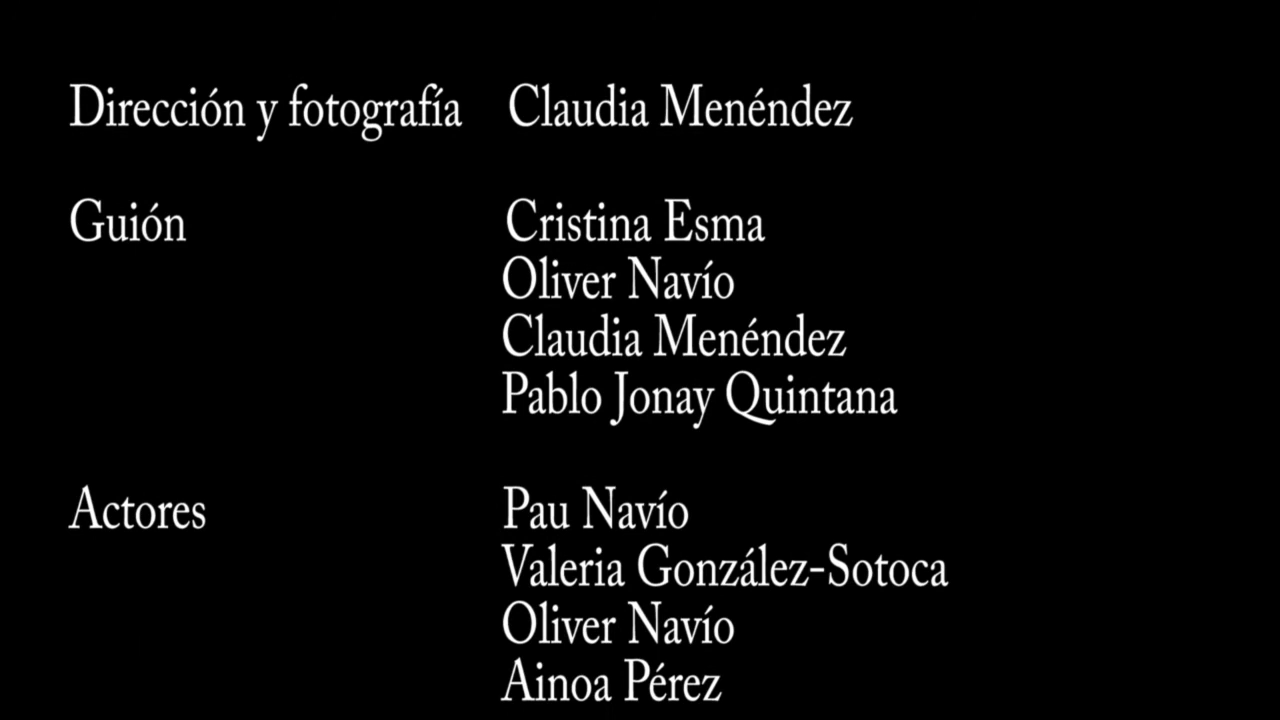 Dirección y fotografía Claudia Menéndez
Guión Cristina Esma
Oliver Navío
Claudia Menéndez
Pablo Jonay Quintana
Actores Pau Navío
Valeria González-Sotoca
Oliver Navío
Ainoa Pérez